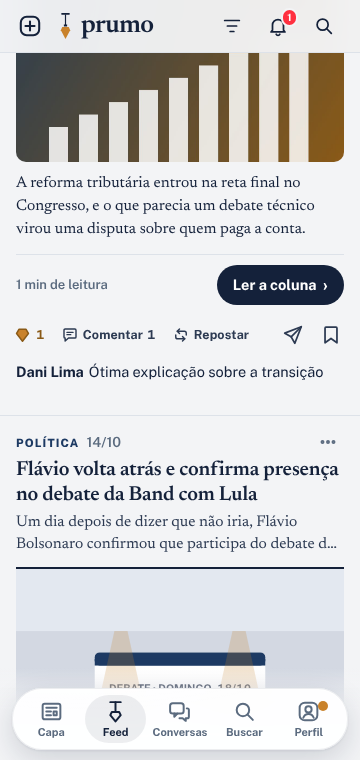 prumo
1
A reforma tributária entrou na reta final no
Congresso, e o que parecia um debate técnico
virou uma disputa sobre quem paga a conta.
1 min de leitura
Ler a coluna ›
1 Comentar 1 Repostar
Dani Lima Ótima explicação sobre a transição
POLÍTICA 14/10
Flávio volta atrás e confirma presença
no debate da Band com Lula
Um dia depois de dizer que não iria, Flávio
Bolsonaro confirmou que participa do debate d...
DEBATE · DOMINGO, 18/10
Capa Feed Conversas Buscar Perfil